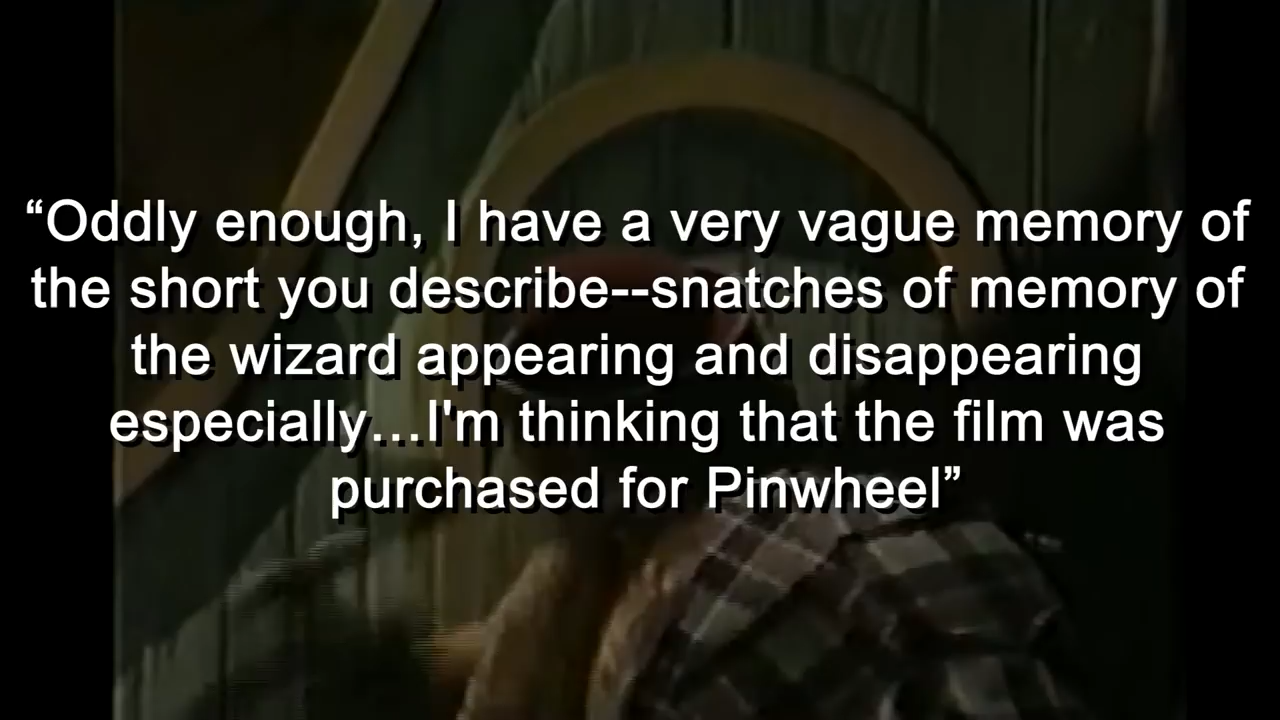 “Oddly enough, I have a very vague memory of
the short you describe--snatches of memory of
the wizard appearing and disappearing
especially...I'm thinking that the film was
purchased for Pinwheel”